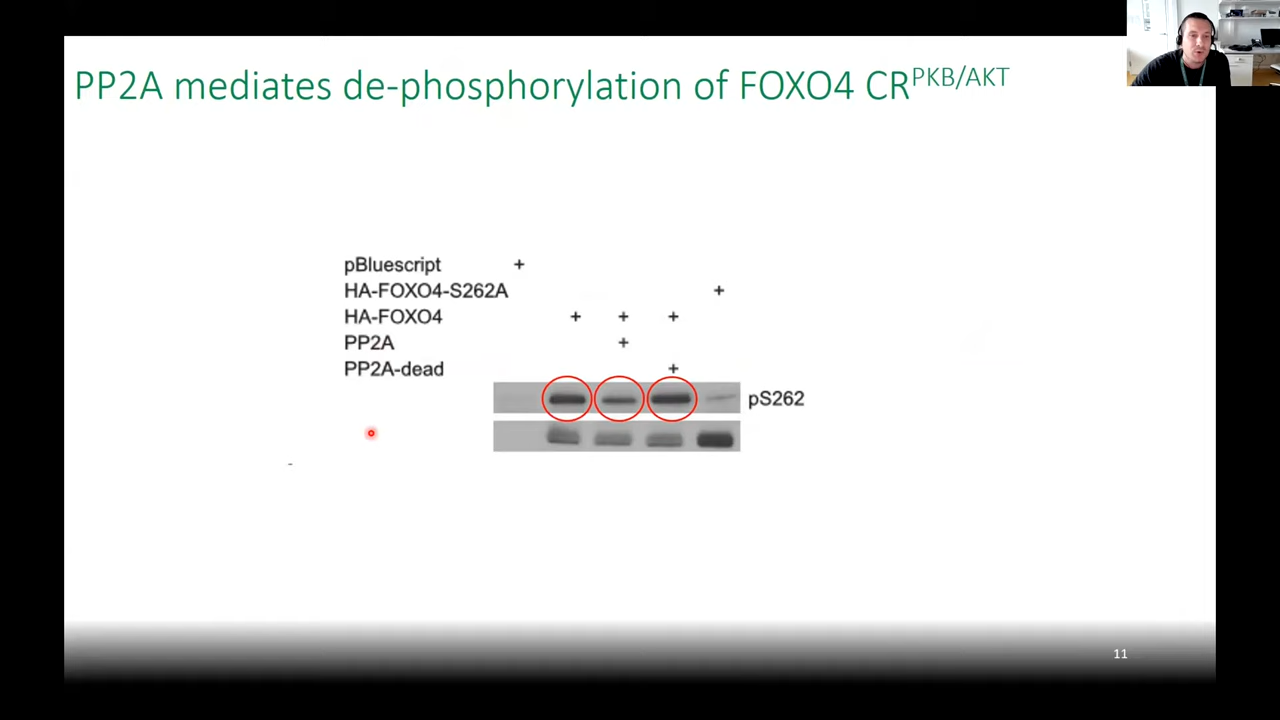 PP2A mediates de-phosphorylation of FOXO4 CRPKB/AKT
pBluescript +
HA-FOXO4-S262A +
HA-FOXO4 + + +
PP2A +
PP2A-dead +
pS262
11